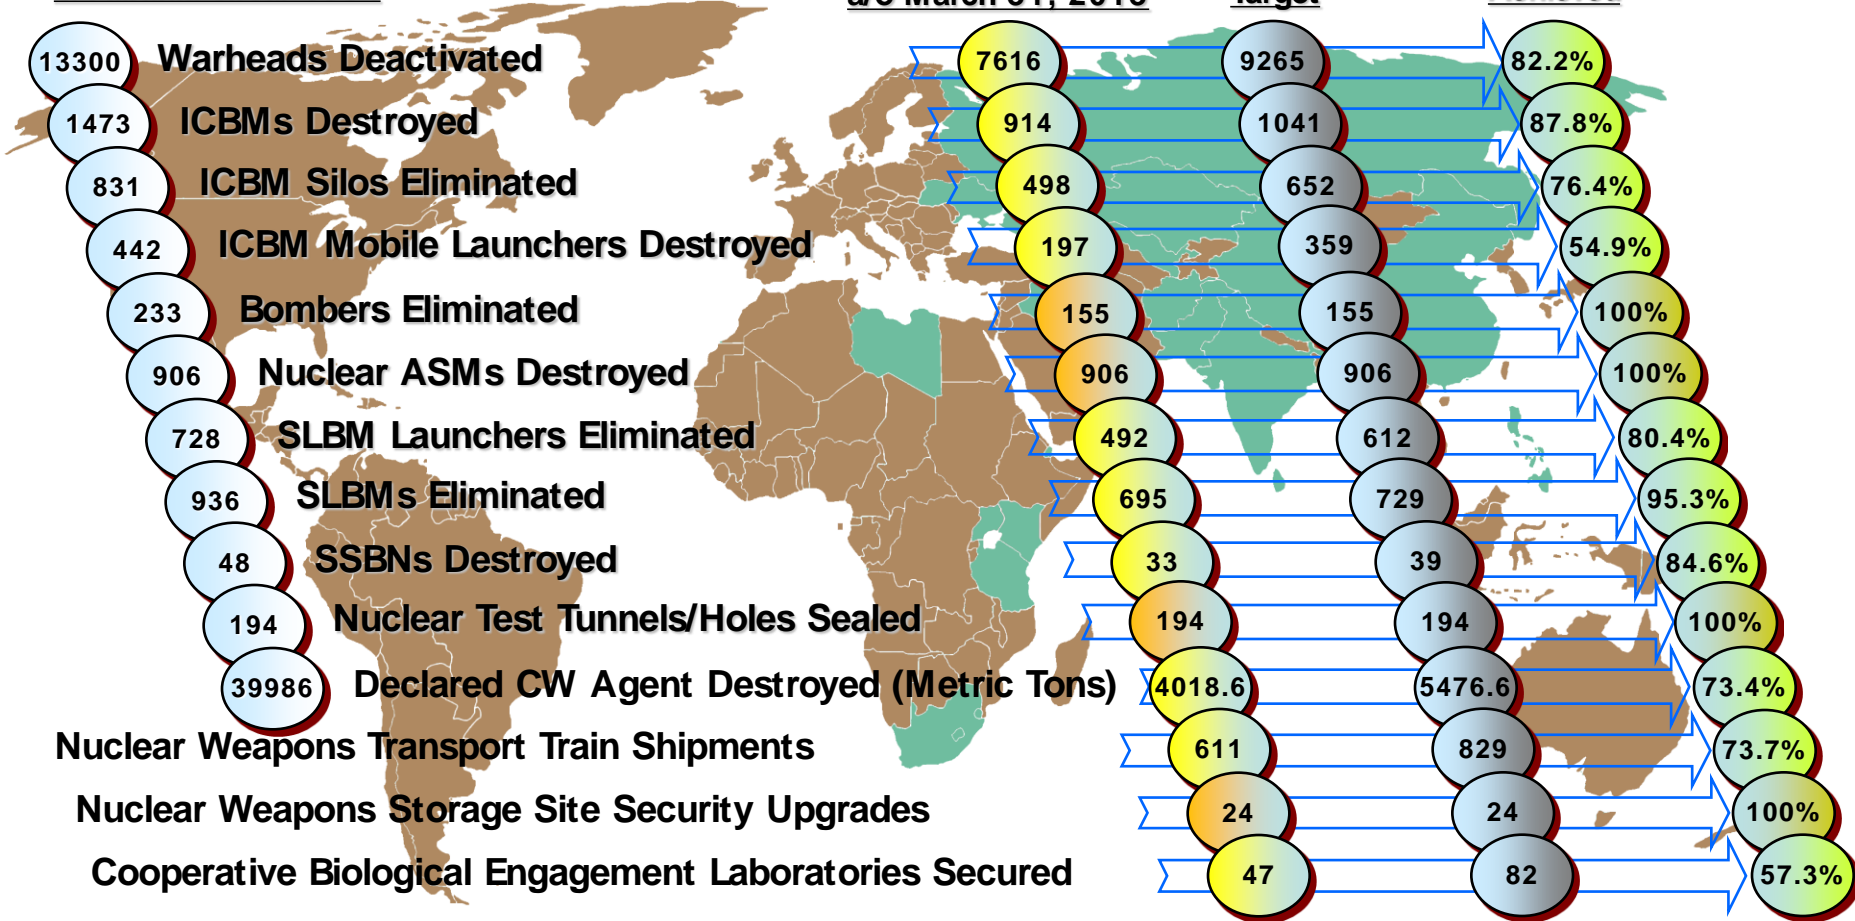 Target
13300 Warheads Deactivated 7616 9265 82.2%
1473 ICBMs Destroyed 914 1041 87.8%
831 ICBM Silos Eliminated 498 652 76.4%
442 ICBM Mobile Launchers Destroyed 197 359 54.9%
233 Bombers Eliminated 155 155 100%
906 Nuclear ASMs Destroyed 906 906 100%
728 SLBM Launchers Eliminated 492 612 80.4%
936 SLBMs Eliminated 695 729 95.3%
48 SSBNs Destroyed 33 39 84.6%
194 Nuclear Test Tunnels/Holes Sealed 194 194 100%
39986 Declared CW Agent Destroyed (Metric Tons) 4018.6 5476.6 73.4%
Nuclear Weapons Transport Train Shipments 611 829 73.7%
Nuclear Weapons Storage Site Security Upgrades 24 24 100%
Cooperative Biological Engagement Laboratories Secured 47 82 57.3%